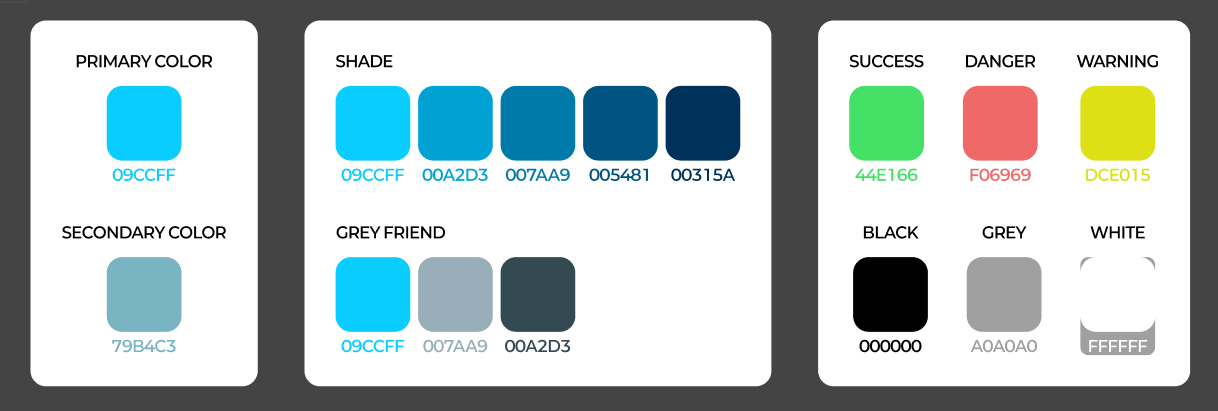 PRIMARY COLOR
09CCFF
SECONDARY COLOR
79B4C3
SHADE
09CCFF 00A2D3 007AA9 005481 00315A
GREY FRIEND
09CCFF 007AA9 00A2D3
SUCCESS DANGER WARNING
44E166 F06969 DCE015
BLACK GREY WHITE
000000 A0A0A0 FFFFFF